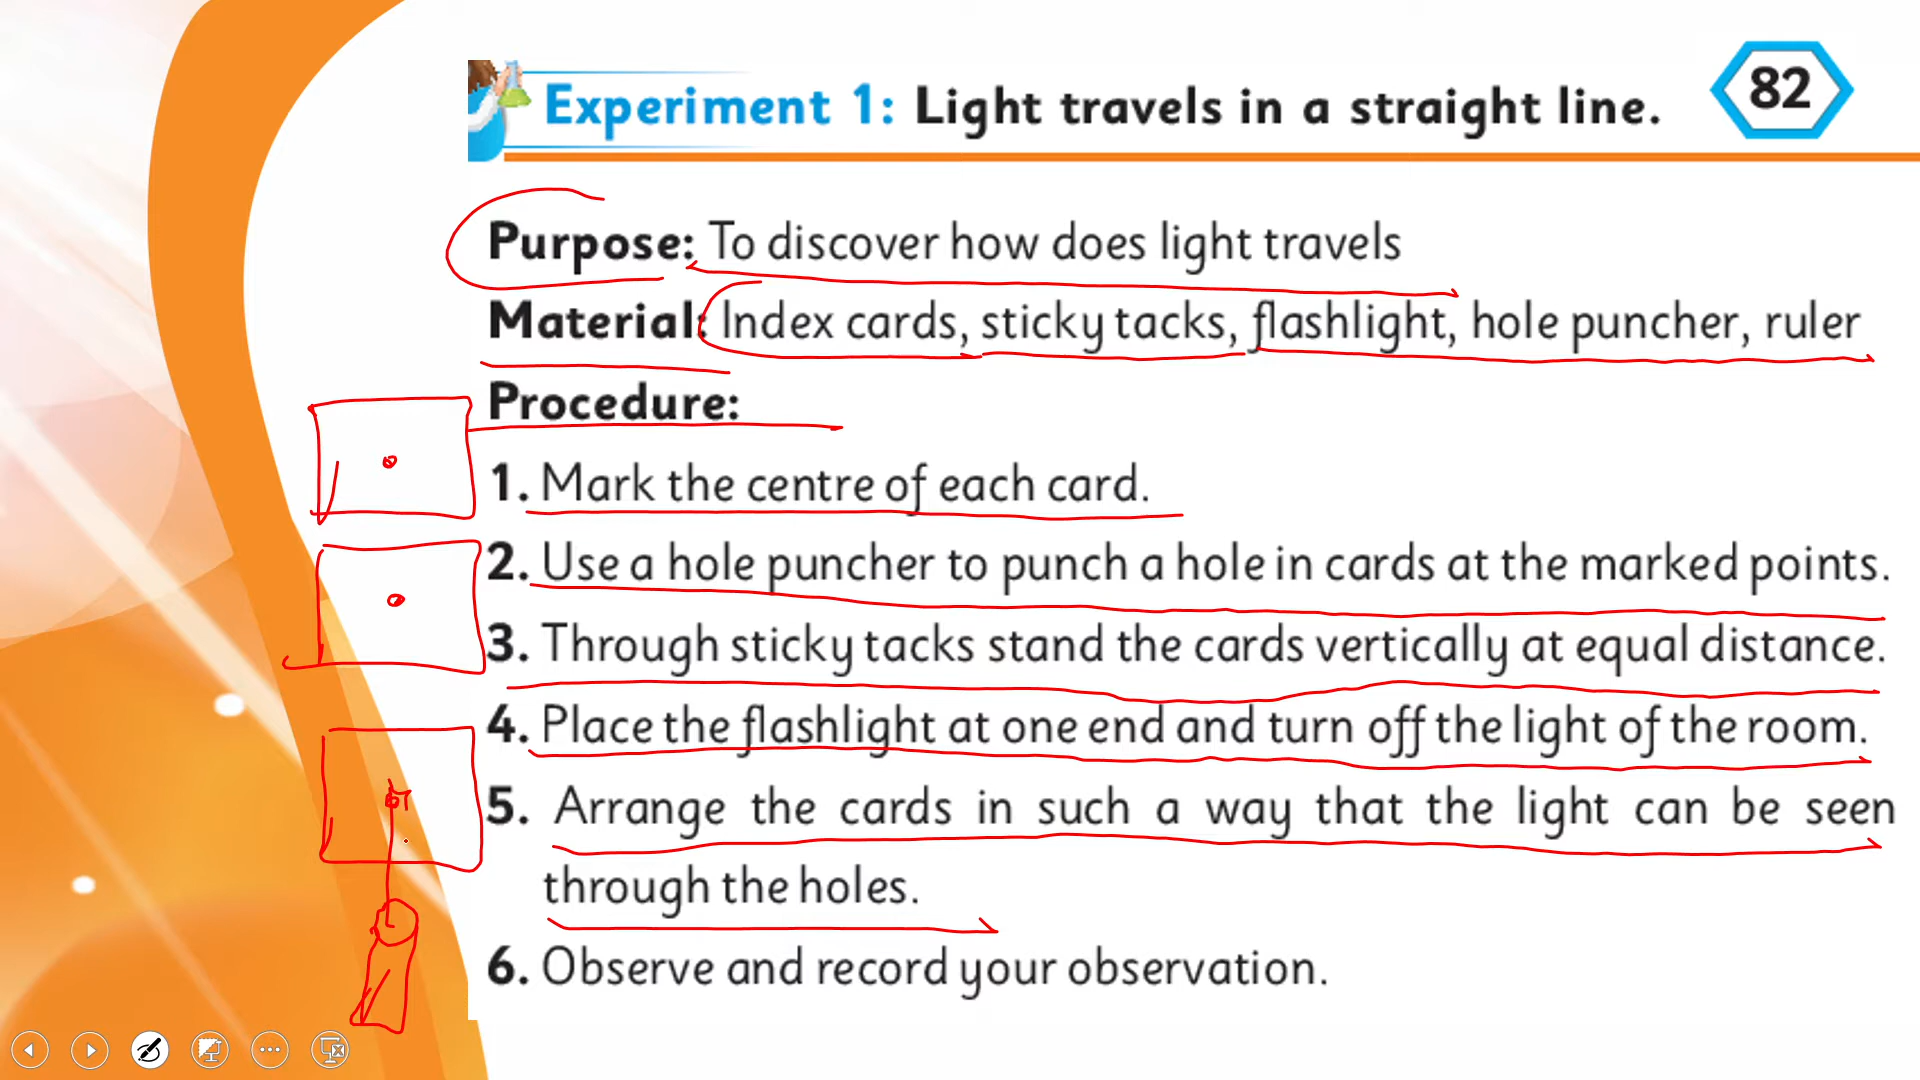 Experiment 1: Light travels in a straight line.
82
Purpose: To discover how does light travels
Material: Index cards, sticky tacks, flashlight, hole puncher, ruler
Procedure:
1. Mark the centre of each card.
2. Use a hole puncher to punch a hole in cards at the marked points.
3. Through sticky tacks stand the cards vertically at equal distance.
4. Place the flashlight at one end and turn off the light of the room.
5. Arrange the cards in such a way that the light can be seen
through the holes.
6. Observe and record your observation.